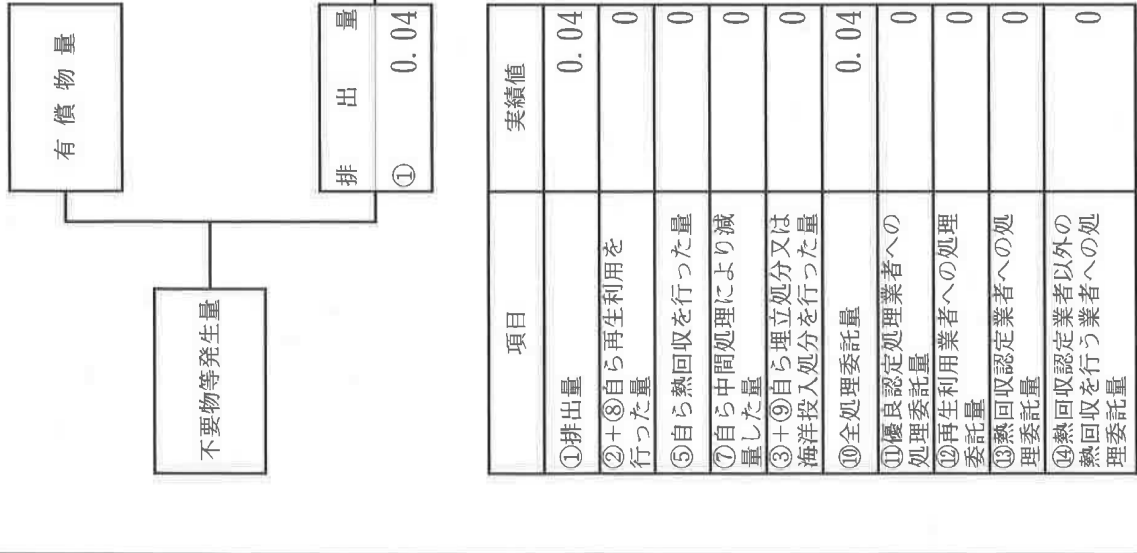 有償物量
不要物等発生量
排出量
① 0.04
項目 実績値
①排出量 0.04
②+⑧自ら再生利用を
行った量 0
⑤自ら熱回収を行った量 0
⑦自ら中間処理により減
量した量 0
③+⑨自ら埋立処分又は
海洋投入処分を行った量 0
⑩全処理委託量 0.04
⑪優良認定処理業者への
処理委託量 0
⑫再生利用業者への処理
委託量 0
⑬熱回収認定業者への処
理委託量 0
⑭熱回収認定業者以外の
熱回収を行う業者への処
理委託量 0